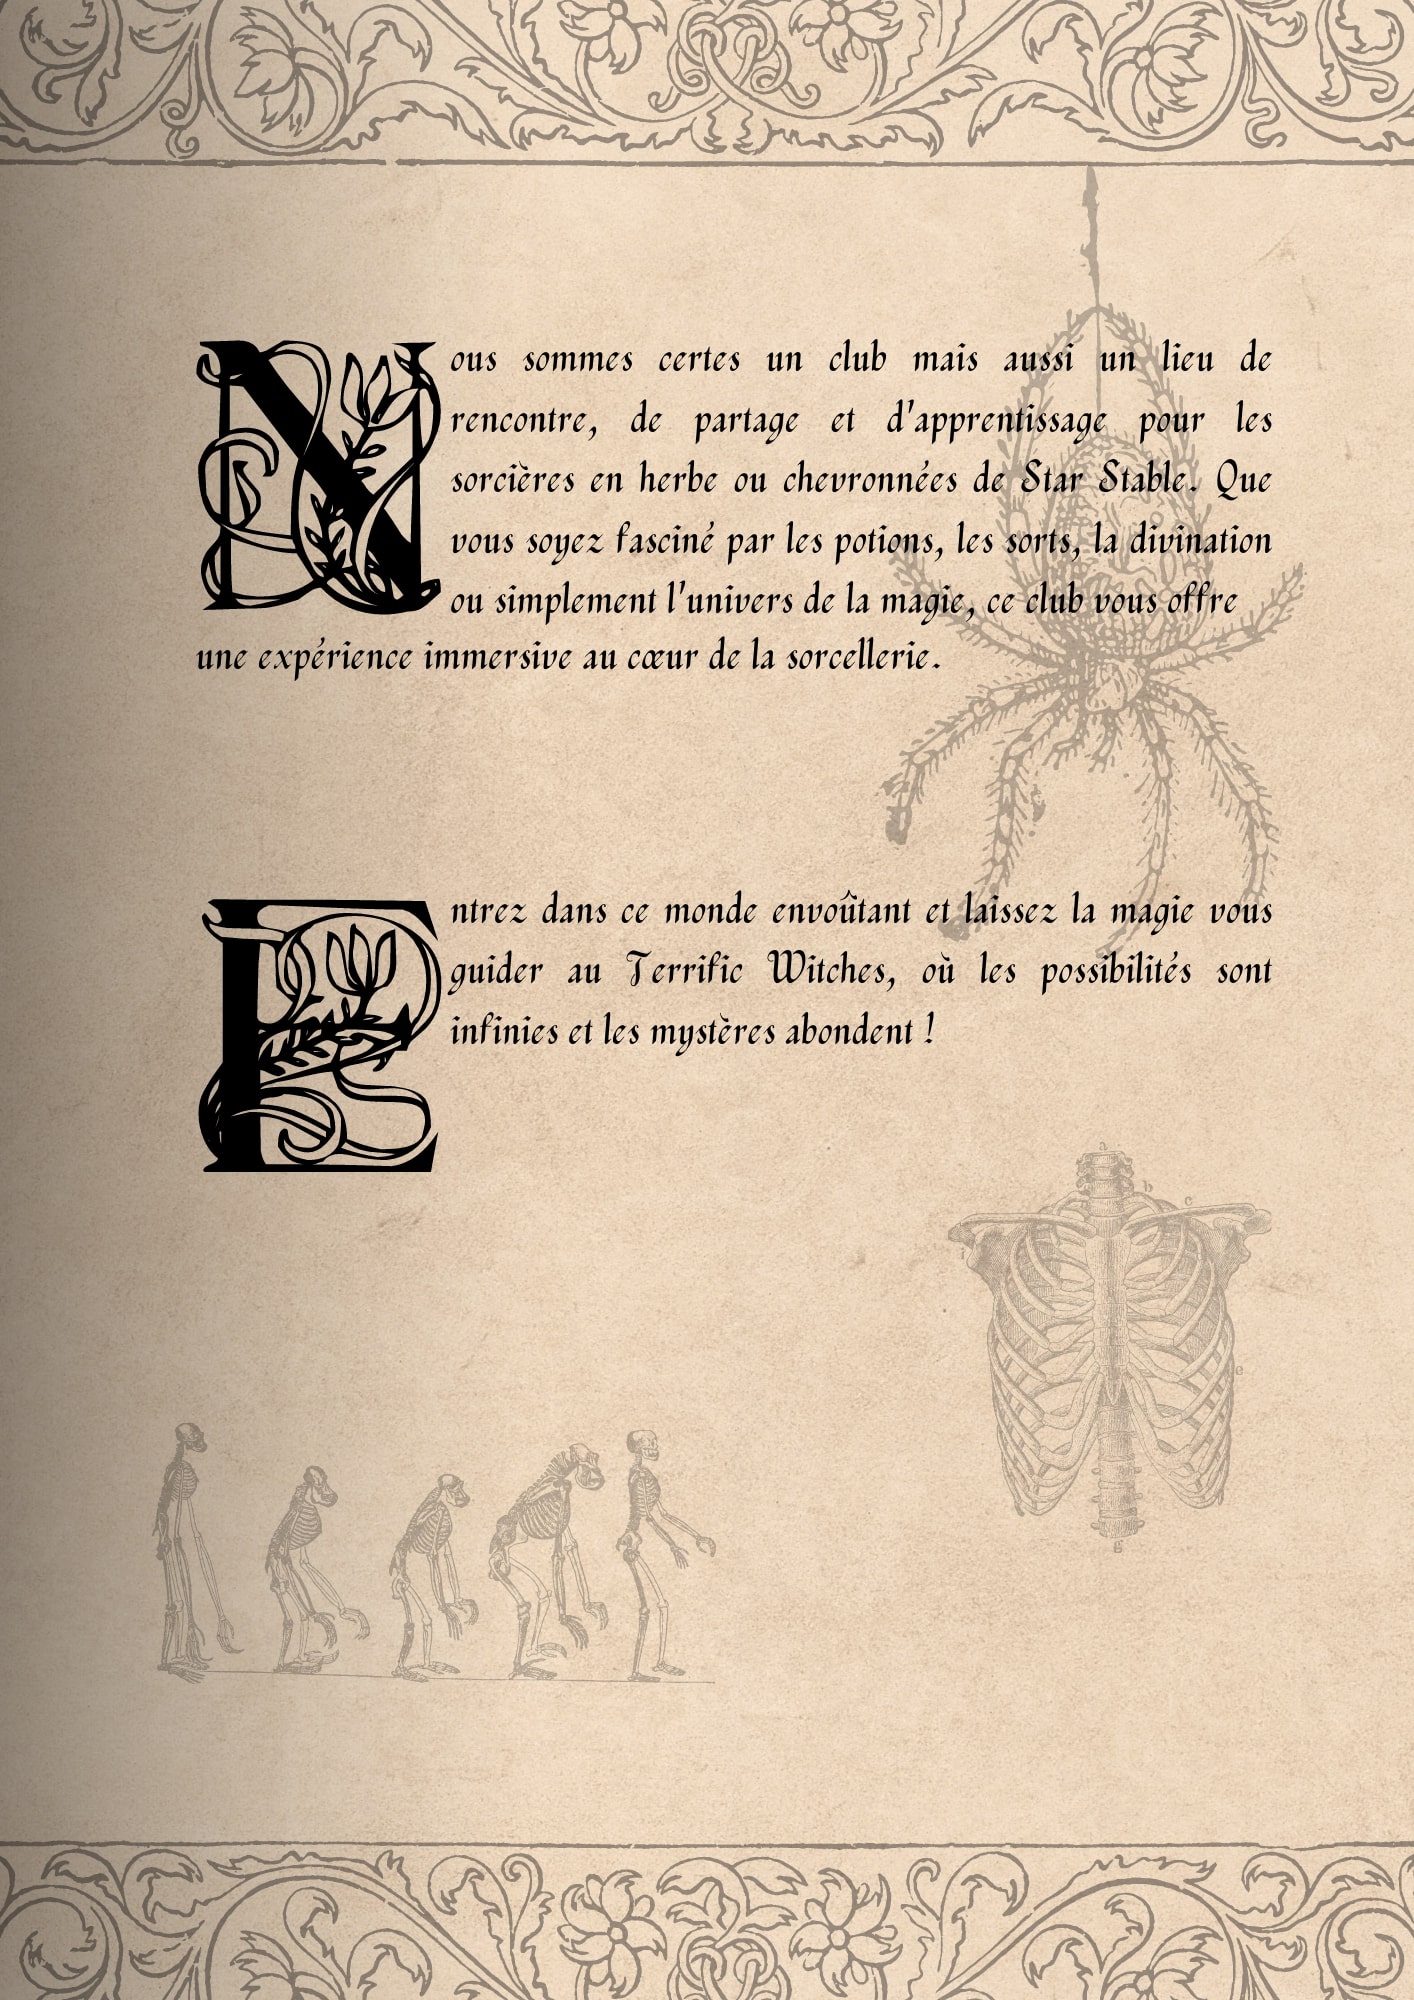 Nous sommes certes un club mais aussi un lieu de
rencontre, de partage et d'apprentissage pour les
sorcières en herbe ou chevronnées de Star Stable. Que
vous soyez fasciné par les potions, les sorts, la divination
ou simplement l'univers de la magie, ce club vous offre
une expérience immersive au cœur de la sorcellerie.
Entrez dans ce monde envoûtant et laissez la magie vous
guider au Terrific Witches, où les possibilités sont
infinies et les mystères abondent !
a
b
c
i
e